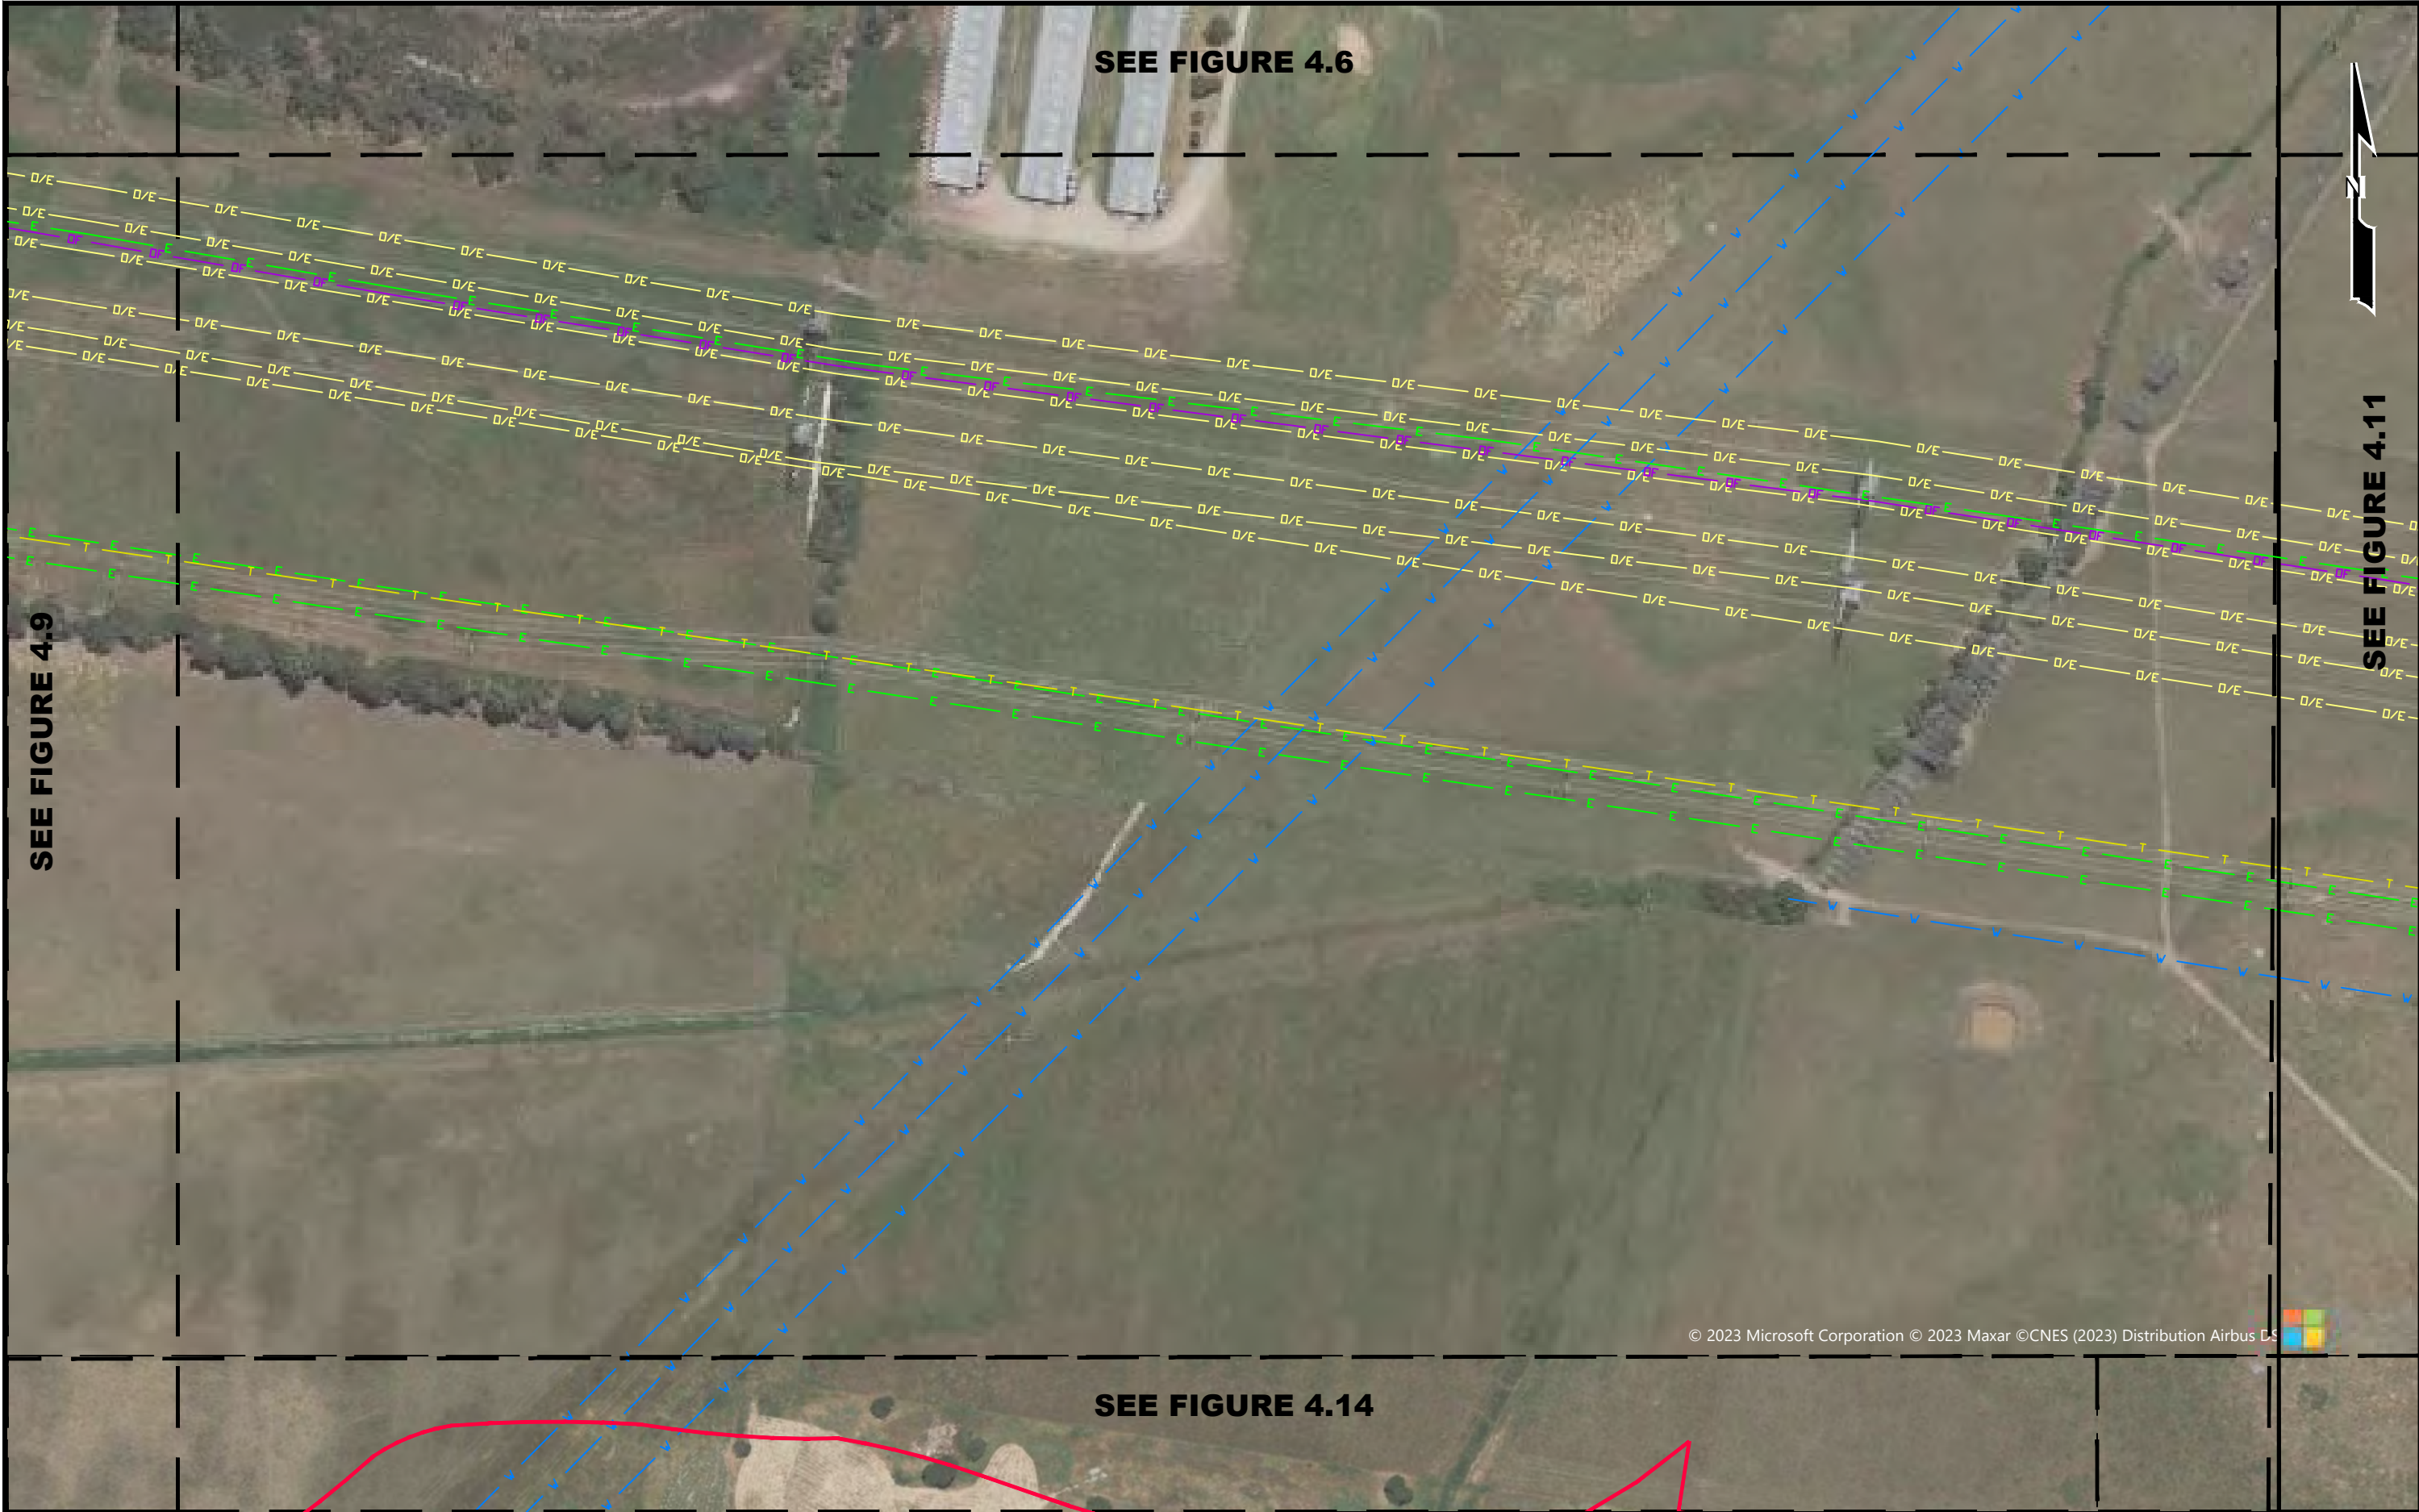 SEE FIGURE 4.6
N
SEE FIGURE 4.11
SEE FIGURE 4.9
© 2023 Microsoft Corporation © 2023 Maxar ©CNES (2023) Distribution Airbus DS
SEE FIGURE 4.14